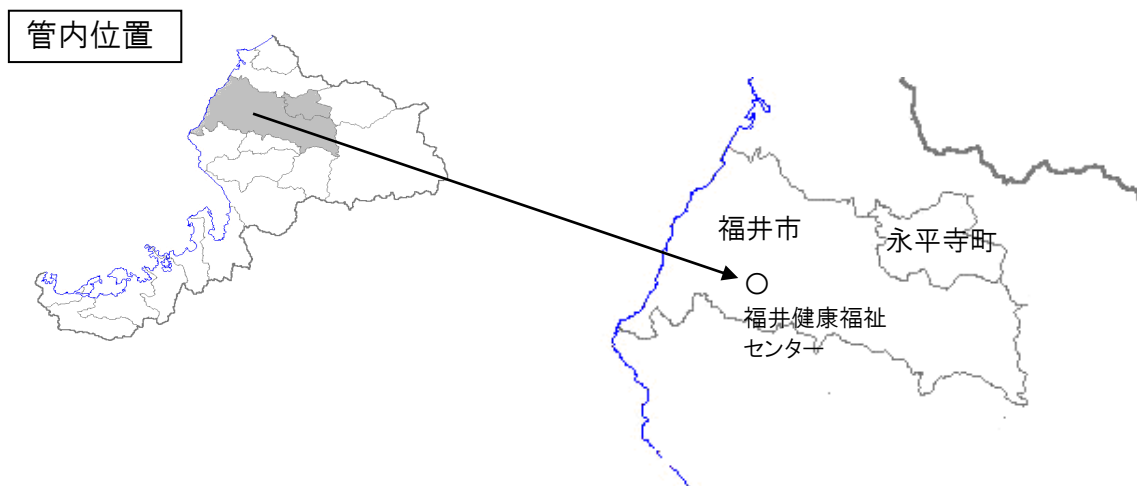 管内位置
福井市
永平寺町
福井健康福祉
センター